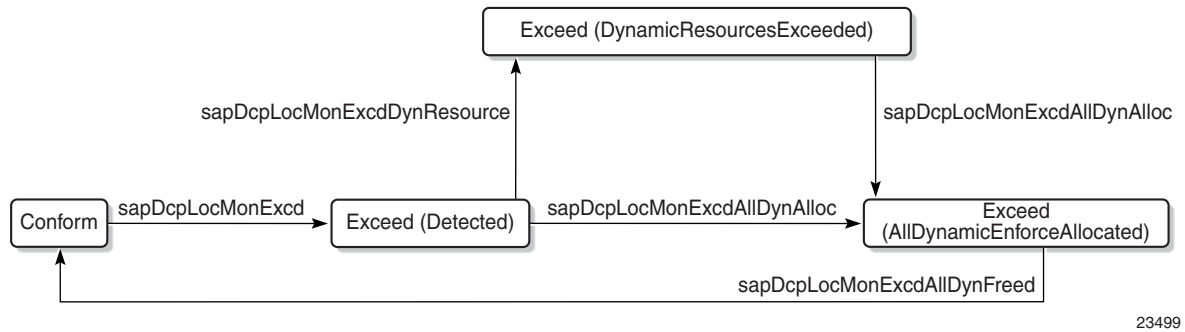 Exceed (DynamicResourcesExceeded)
sapDcpLocMonExcdDynResource
sapDcpLocMonExcdAllDynAlloc
Conform
sapDcpLocMonExcd
Exceed (Detected)
sapDcpLocMonExcdAllDynAlloc
Exceed
(AllDynamicEnforceAllocated)
sapDcpLocMonExcdAllDynFreed
23499